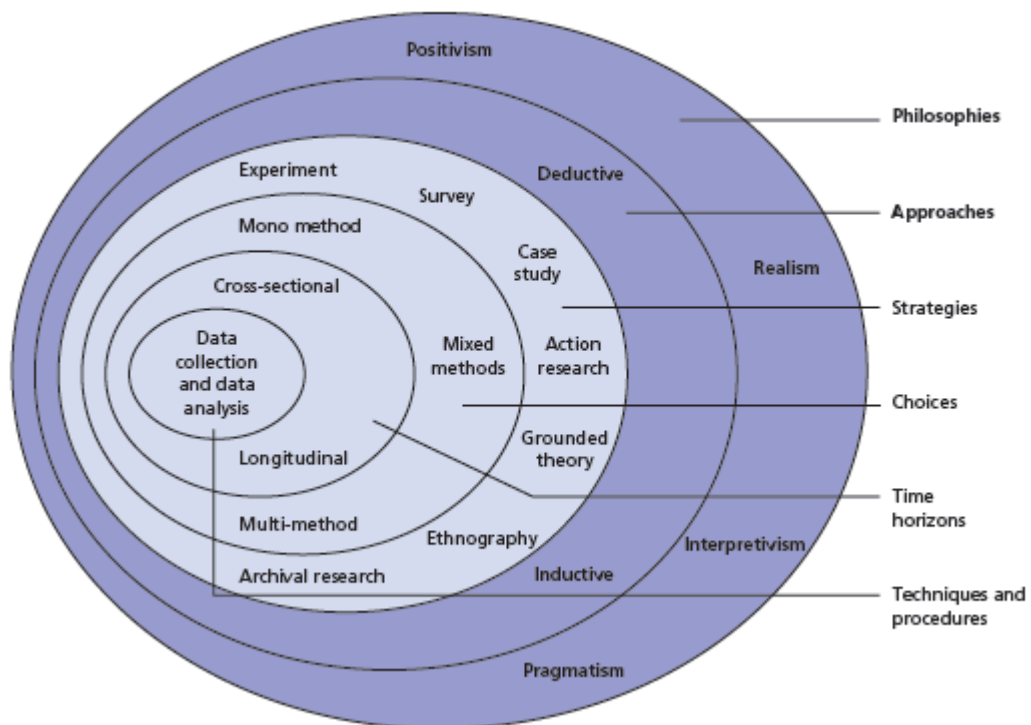 Positivism
Philosophies
Experiment
Deductive
Survey
Approaches
Mono method
Case
study
Realism
Cross-sectional
Strategies
Data
collection
and data
analysis
Mixed
methods
Action
research
Choices
Longitudinal
Grounded
theory
Time
horizons
Multi-method
Ethnography
Interpretivism
Archival research
Inductive
Techniques and
procedures
Pragmatism